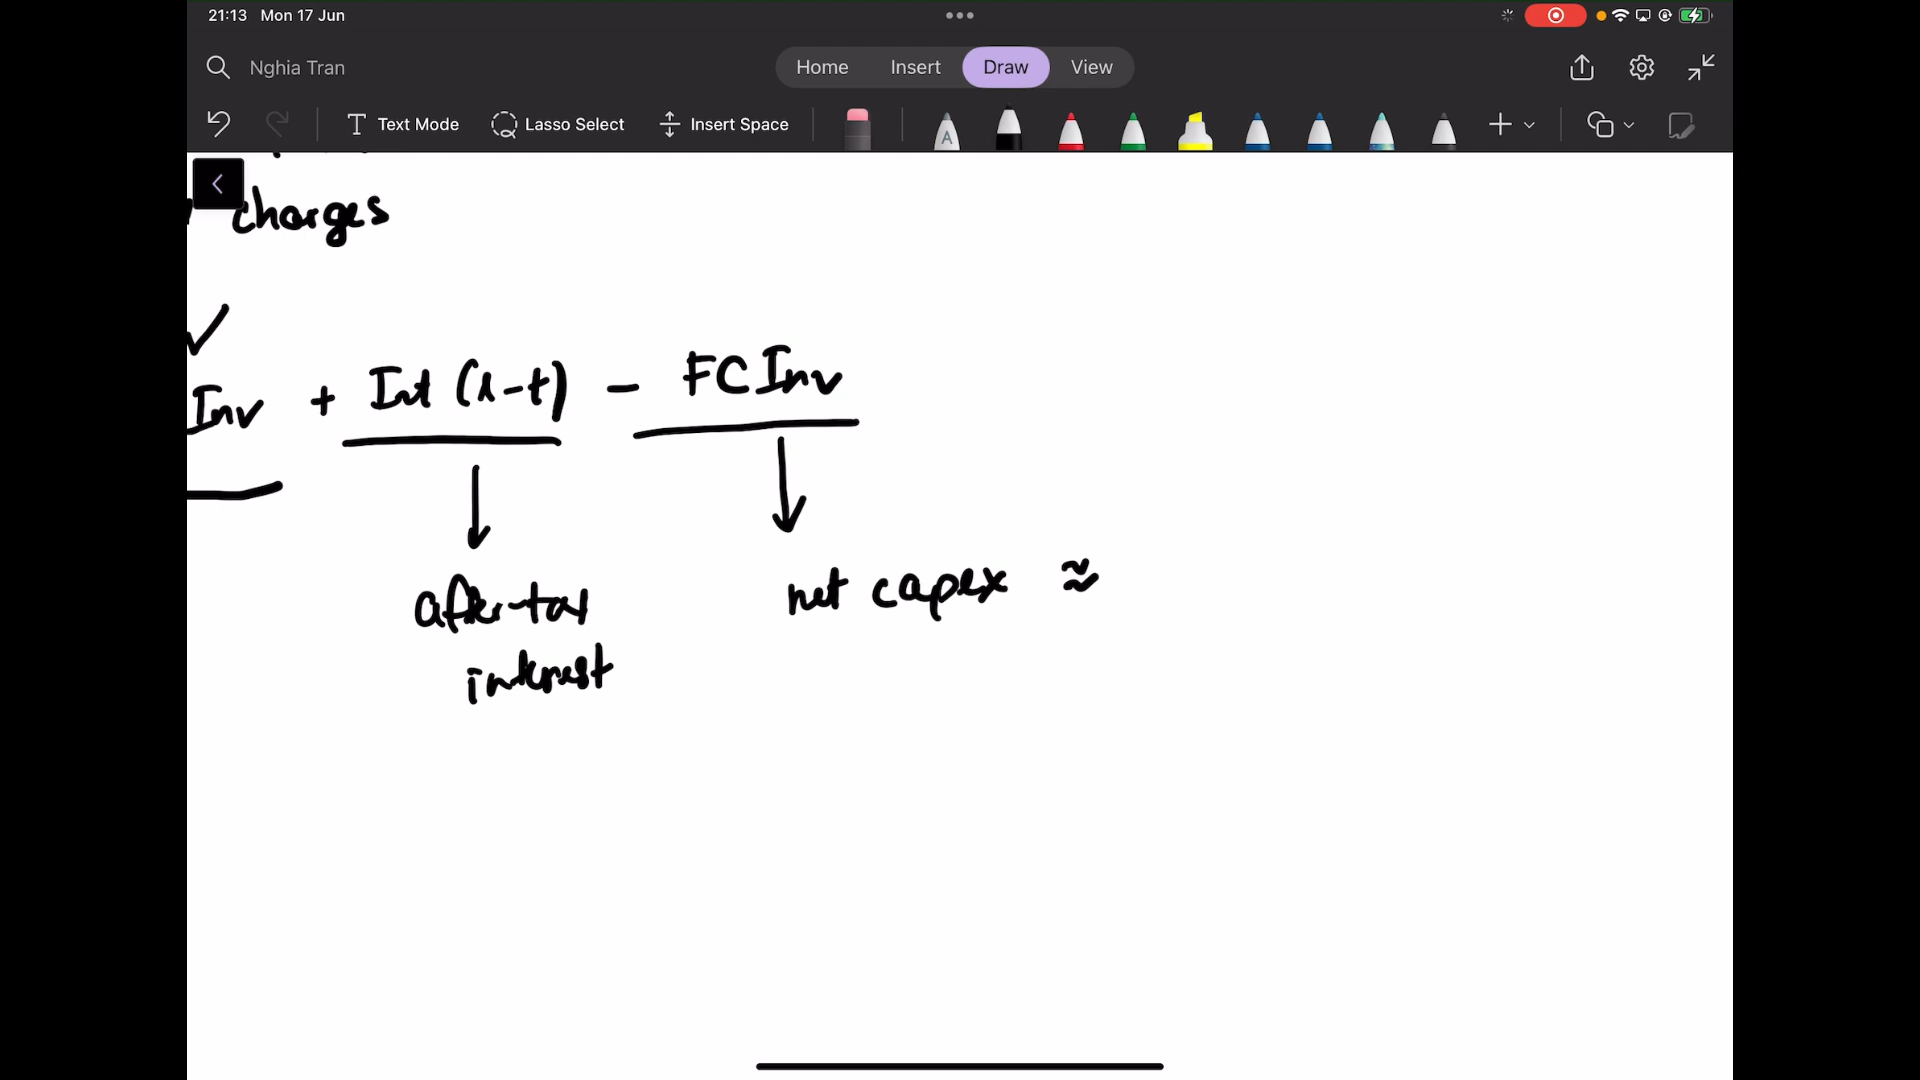 21:13 Mon 17 Jun
Nghia Tran
Home Insert Draw View
Text Mode Lasso Select Insert Space
A
charges
Inv + Int (1-t) - FCInv
after-tax net capex ≈
interest